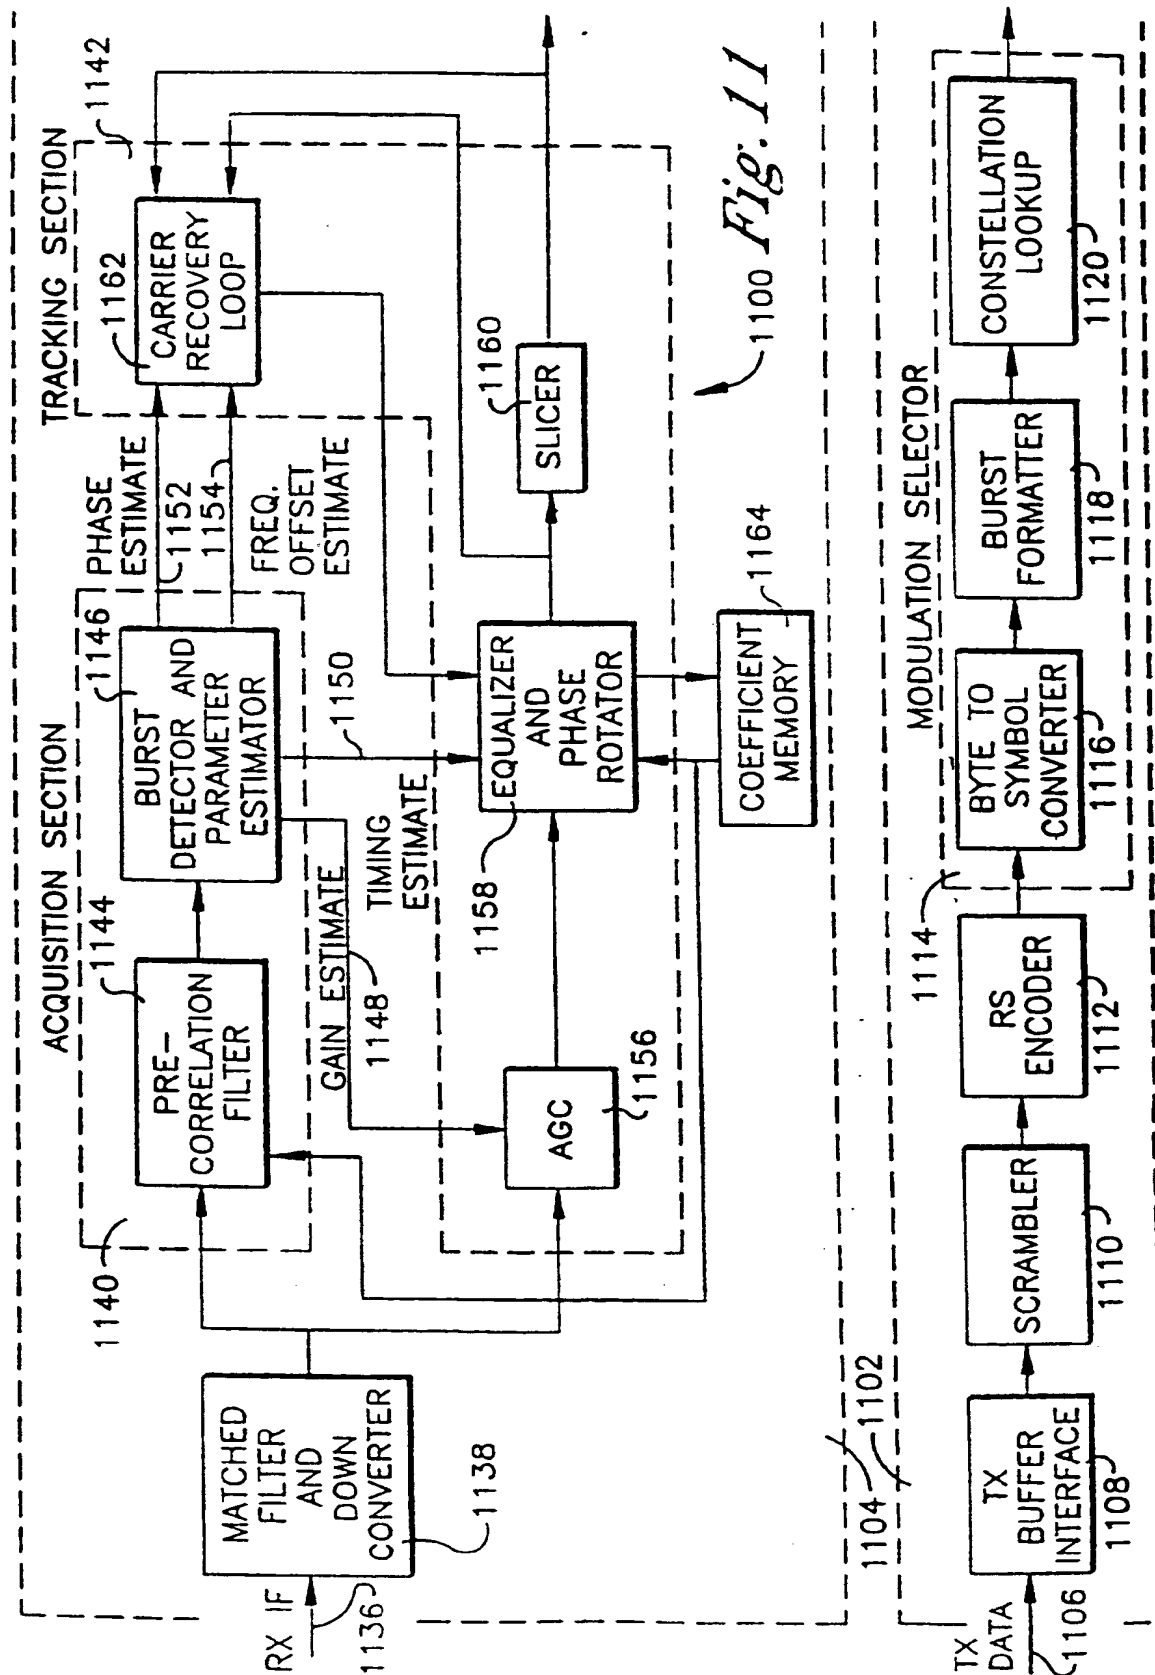 RX IF
1136
MATCHED
FILTER
AND
DOWN
CONVERTER
1138
1140
ACQUISITION SECTION
1144
PRE-
CORRELATION
FILTER
1146
BURST
DETECTOR AND
PARAMETER
ESTIMATOR
GAIN ESTIMATE
1148
TIMING
ESTIMATE
1150
PHASE
ESTIMATE
1152
1154
FREQ.
OFFSET
ESTIMATE
TRACKING SECTION
1142
1162
CARRIER
RECOVERY
LOOP
AGC
1156
1158
EQUALIZER
AND
PHASE
ROTATOR
1160
SLICER
COEFFICIENT
MEMORY
1164
1100
Fig. 11
1104
1102
TX
DATA
1106
TX
BUFFER
INTERFACE
1108
SCRAMBLER
1110
RS
ENCODER
1112
1114
MODULATION SELECTOR
BYTE TO
SYMBOL
CONVERTER
1116
BURST
FORMATTER
1118
CONSTELLATION
LOOKUP
1120